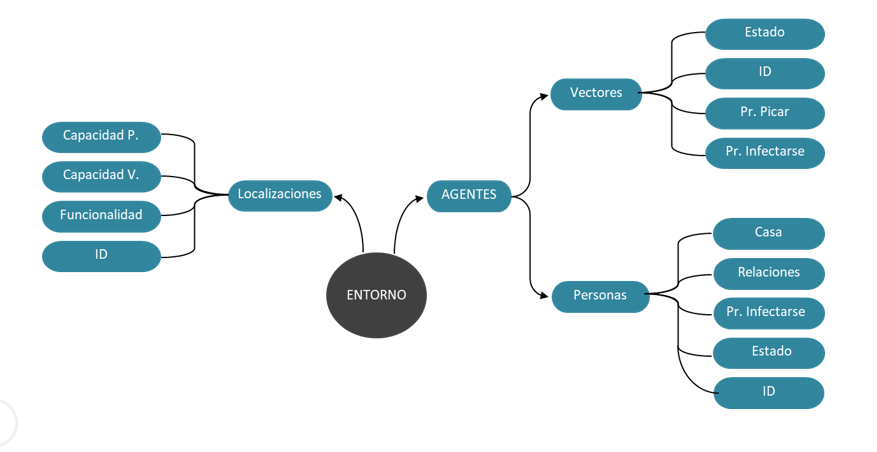 Estado
ID
Pr. Picar
Pr. Infectarse
Vectores
Capacidad P.
Capacidad V.
Funcionalidad
ID
Localizaciones
AGENTES
ENTORNO
Personas
Casa
Relaciones
Pr. Infectarse
Estado
ID